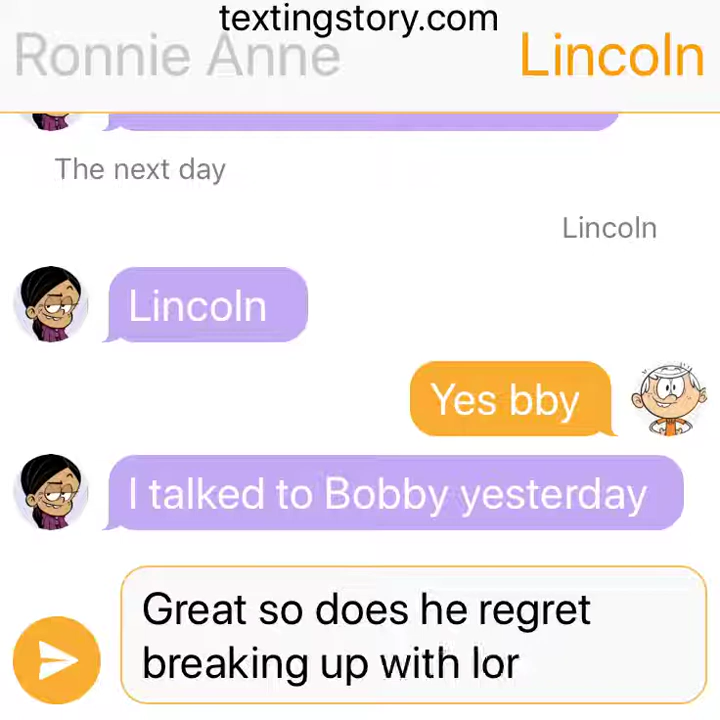 textingstory.com
Ronnie Anne
Lincoln
The next day
Lincoln
Lincoln
Yes bby
I talked to Bobby yesterday
Great so does he regret
breaking up with lor